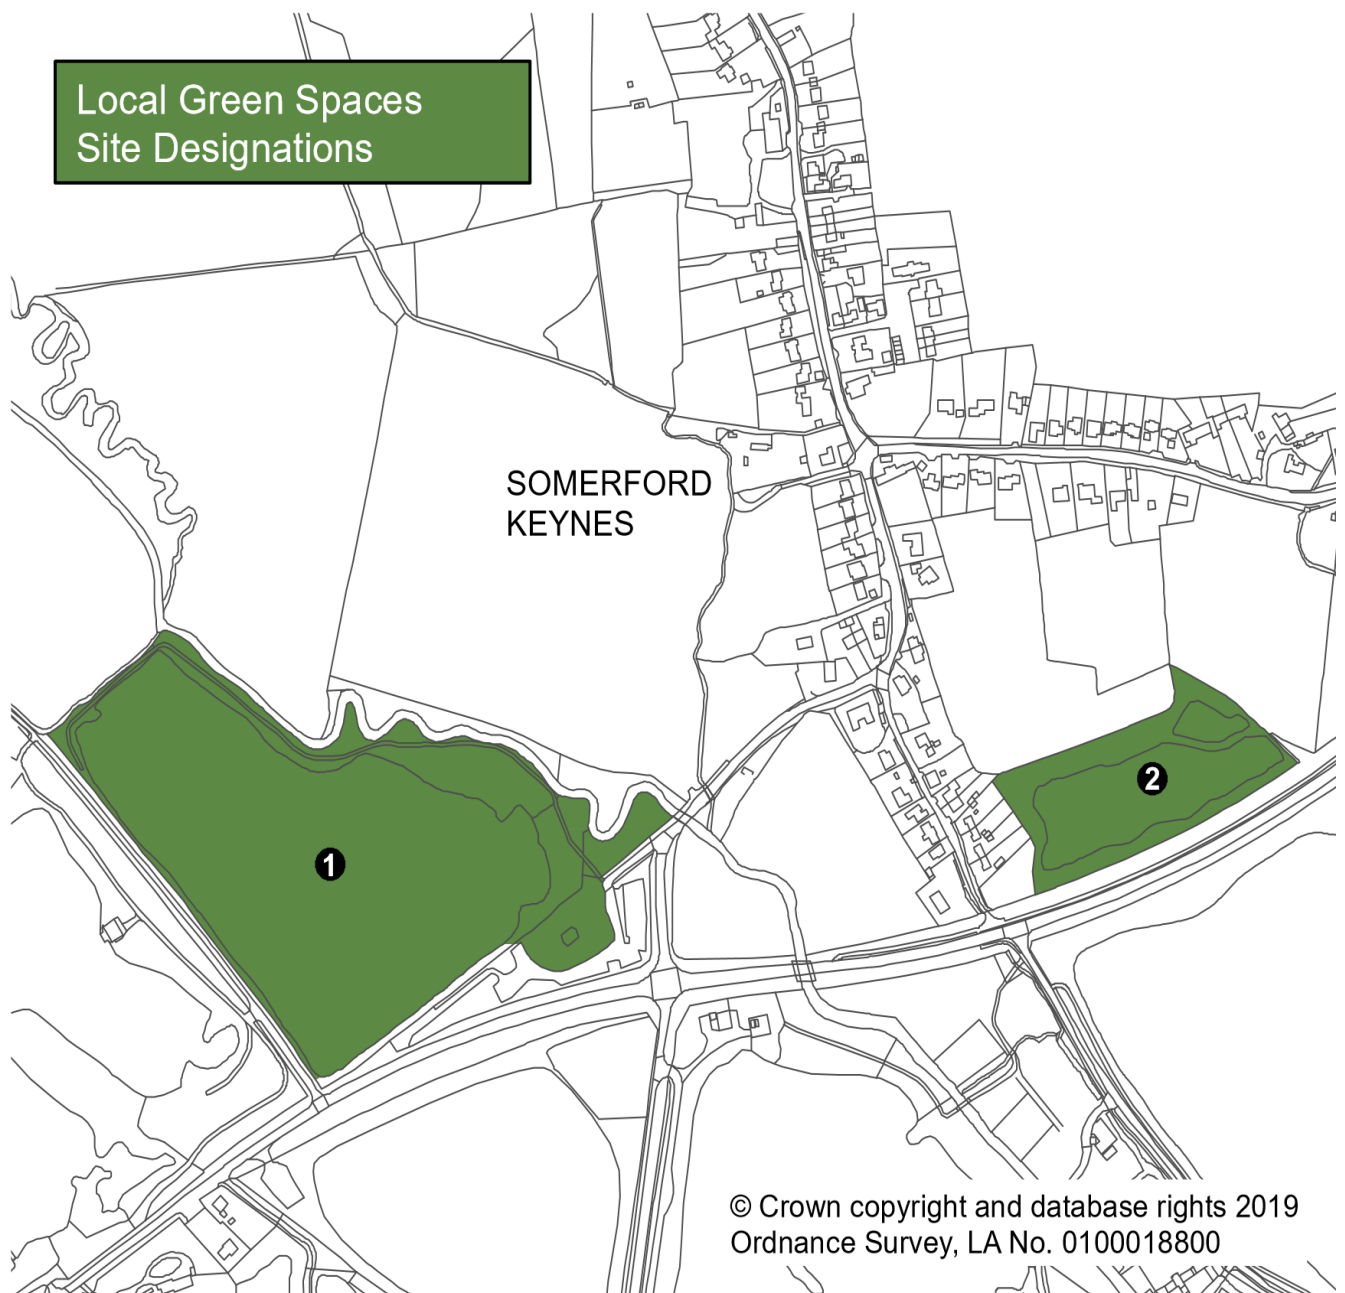 Local Green Spaces
Site Designations
SOMERFORD
KEYNES
2
1
© Crown copyright and database rights 2019
Ordnance Survey, LA No. 0100018800